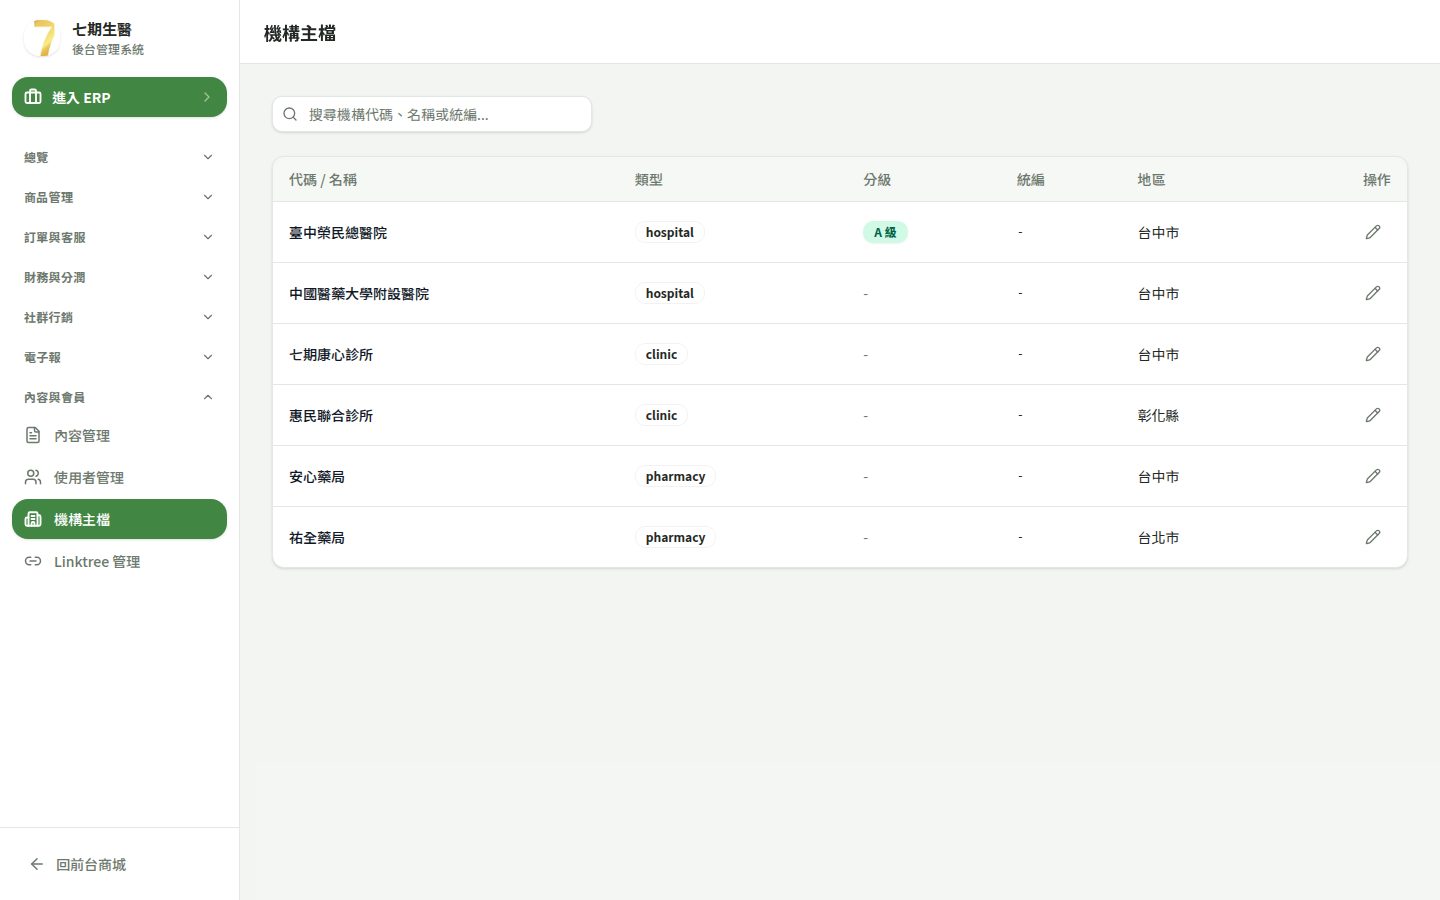 7
七期生醫
後台管理系統
進入 ERP
總覽
商品管理
訂單與客服
財務與分潤
社群行銷
電子報
內容與會員
內容管理
使用者管理
機構主檔
Linktree 管理
回前台商城
機構主檔
搜尋機構代碼、名稱或統編...
代碼 / 名稱 類型 分級 統編 地區 操作
臺中榮民總醫院 hospital A 級 - 台中市
中國醫藥大學附設醫院 hospital - - 台中市
七期康心診所 clinic - - 台中市
惠民聯合診所 clinic - - 彰化縣
安心藥局 pharmacy - - 台中市
祐全藥局 pharmacy - - 台北市